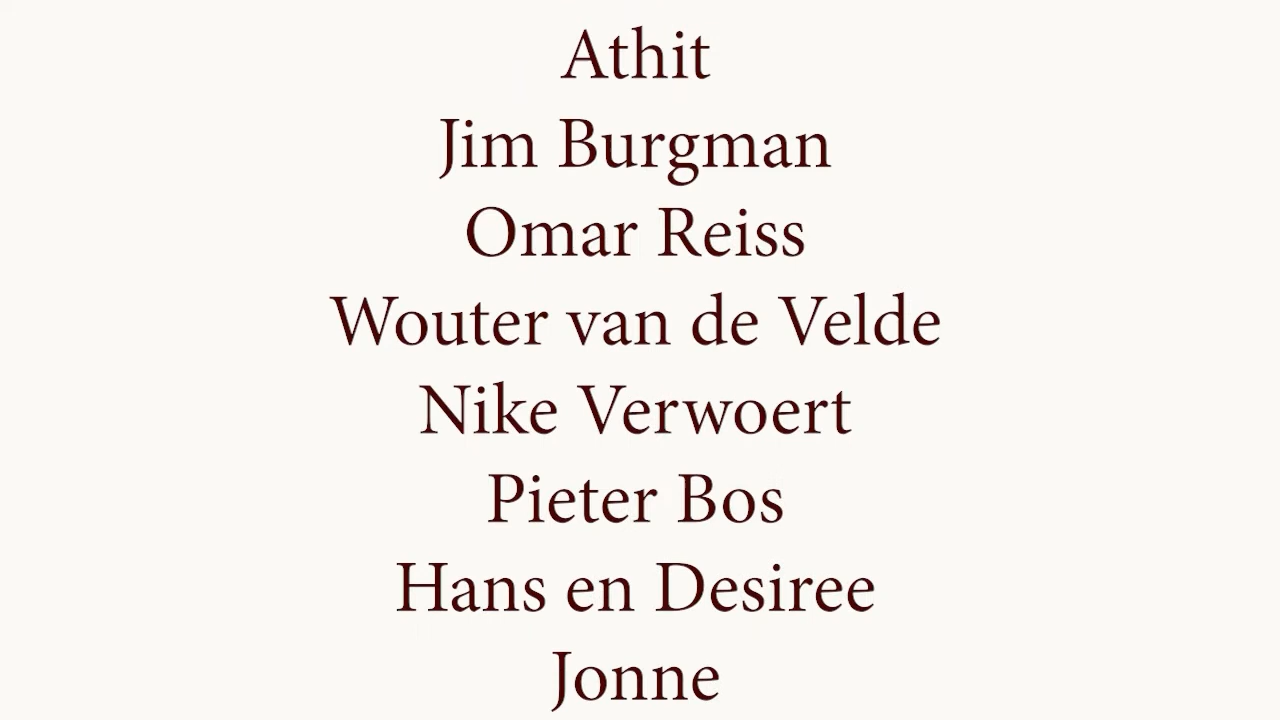 Athit
Jim Burgman
Omar Reiss
Wouter van de Velde
Nike Verwoert
Pieter Bos
Hans en Desiree
Jonne